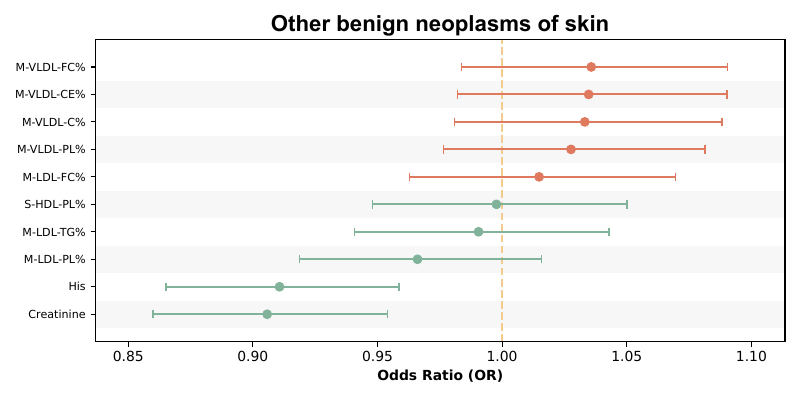 Other benign neoplasms of skin
M-VLDL-FC%
M-VLDL-CE%
M-VLDL-C%
M-VLDL-PL%
M-LDL-FC%
S-HDL-PL%
M-LDL-TG%
M-LDL-PL%
His
Creatinine
0.85 0.90 0.95 1.00 1.05 1.10
Odds Ratio (OR)